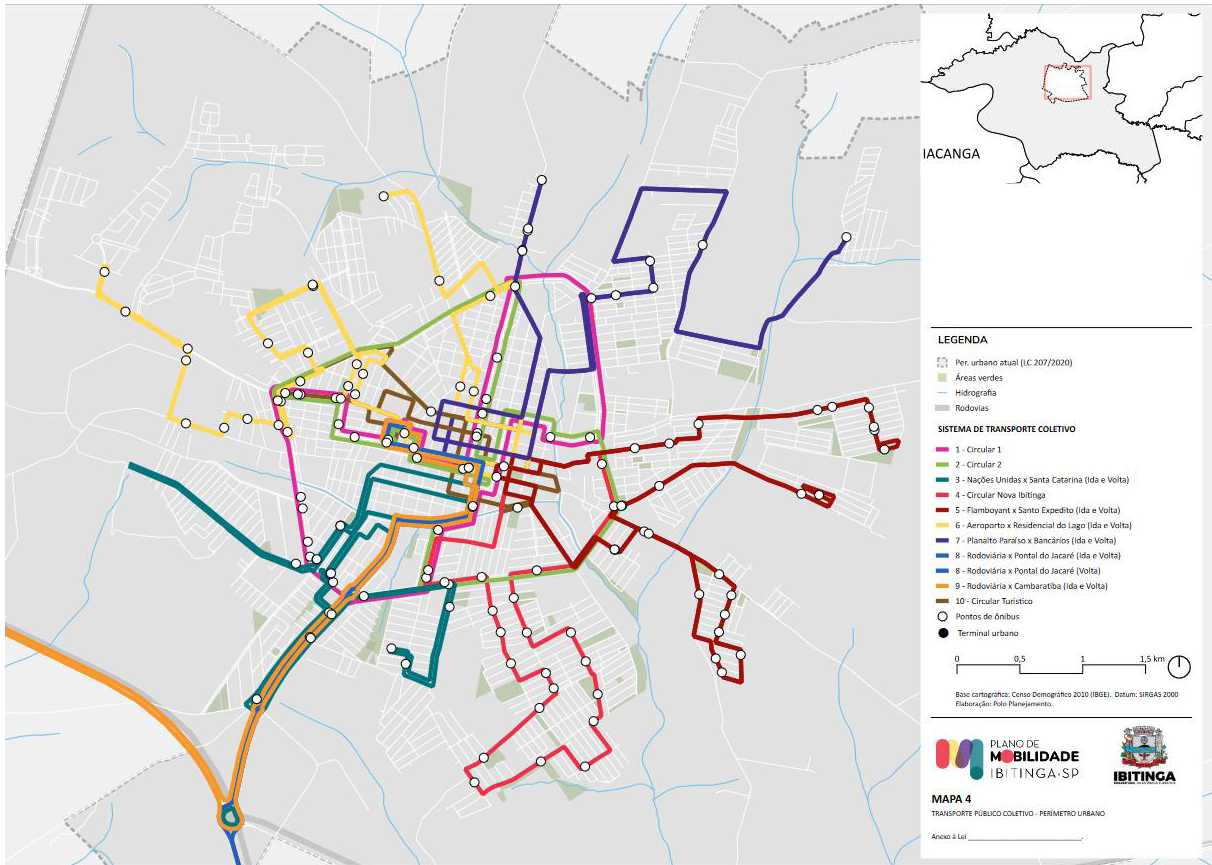 IACANGA
LEGENDA
Per. urbano atual (LC 207/2020)
Áreas verdes
Hidrografia
Rodovias
SISTEMA DE TRANSPORTE COLETIVO
1 - Circular 1
2 - Circular 2
3 - Nações Unidas x Santa Catarina (Ida e Volta)
4 - Circular Nova Ibitinga
5 - Flamboyant x Santo Expedito (Ida e Volta)
6 - Aeroporto x Residencial do Lago (Ida e Volta)
7 - Planalto Paraíso x Bancários (Ida e Volta)
8 - Rodoviária x Pontal do Jacaré (Ida e Volta)
8 - Rodoviária x Pontal do Jacaré (Volta)
9 - Rodoviária x Cambaratiba (Ida e Volta)
10 - Circular Turístico
Pontos de ônibus
Terminal urbano
0 0,5 1 1,5 km
Base cartográfica: Censo Demográfico 2010 (IBGE). Datum: SIRGAS 2000
Elaboração: Polo Planejamento.
PLANO DE
MOBILIDADE
IBITINGA·SP
IBITINGA
MAPA 4
TRANSPORTE PÚBLICO COLETIVO - PERÍMETRO URBANO
Anexo à Lei ______________________________.